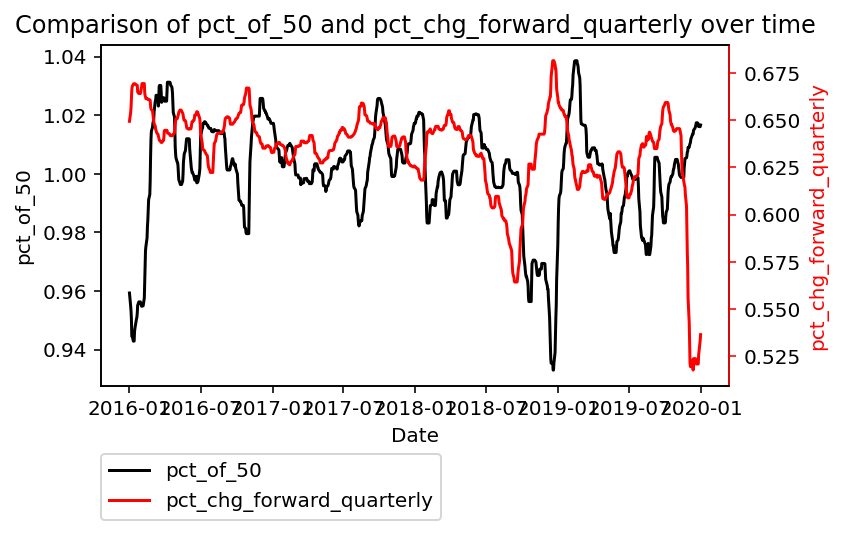 Comparison of pct_of_50 and pct_chg_forward_quarterly over time
pct_of_50
1.04
1.02
1.00
0.98
0.96
0.94
0.675
0.650
0.625
0.600
0.575
0.550
0.525
pct_chg_forward_quarterly
2016-01 2016-07 2017-01 2017-07 2018-01 2018-07 2019-01 2019-07 2020-01
Date
pct_of_50
pct_chg_forward_quarterly